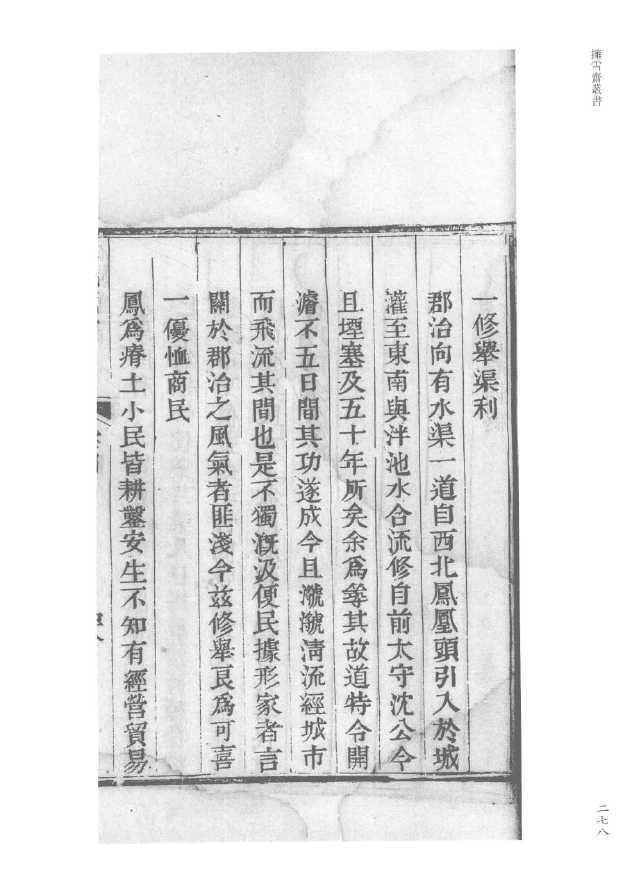 擁雪齋叢書
一修舉渠利
郡治向有水渠一道自西北鳳凰頭引入於城
灌至東南與泮池水合流修自前太守沈公今
且堙塞及五十年所矣余爲尋其故道特令開
濬不五日間其功遂成今且㶁㶁淸流經城市
而飛流其間也是不獨漑汲便民據形家者言
關於郡治之風氣者匪淺今兹修舉良爲可喜
一優恤商民
鳳爲瘠土小民皆耕鑿安生不知有經營貿易
二七八